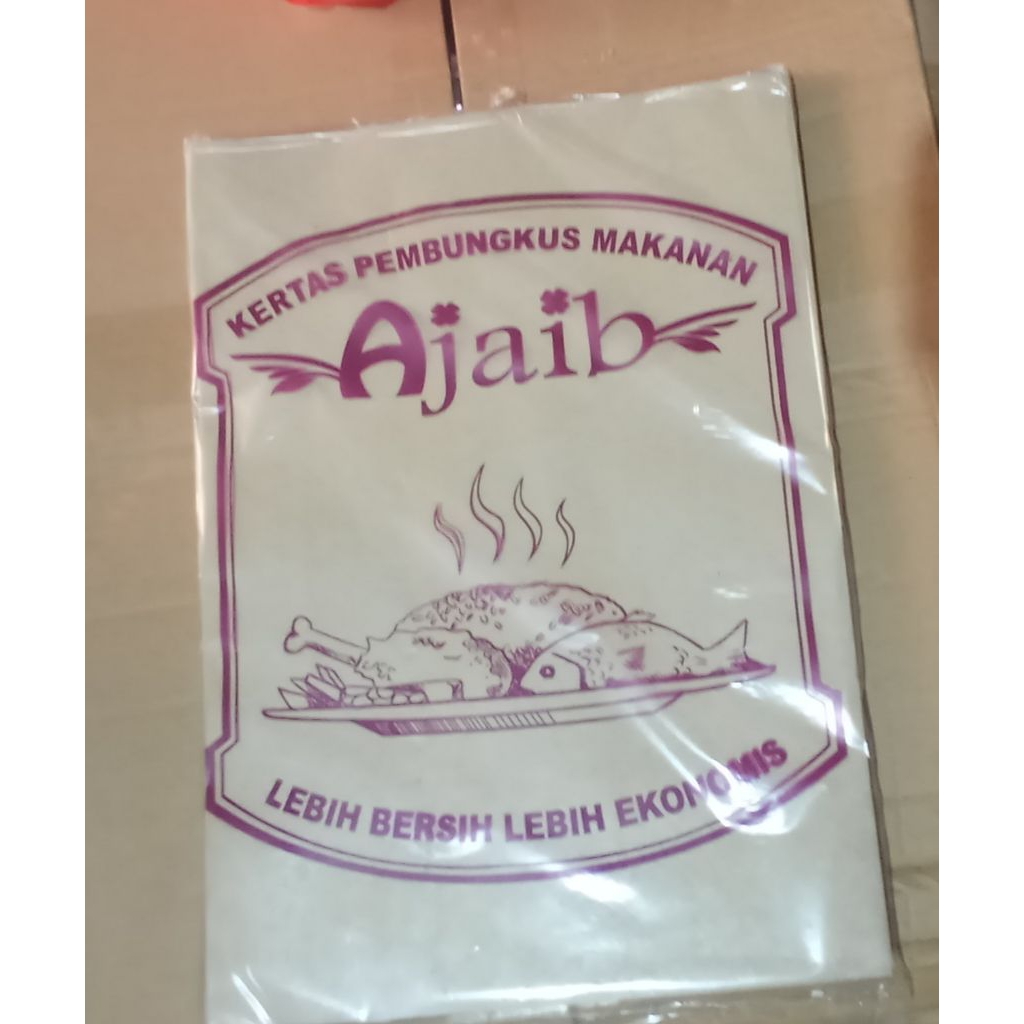 KERTAS PEMBUNGKUS MAKANAN
Ajaib
LEBIH BERSIH LEBIH EKONOMIS